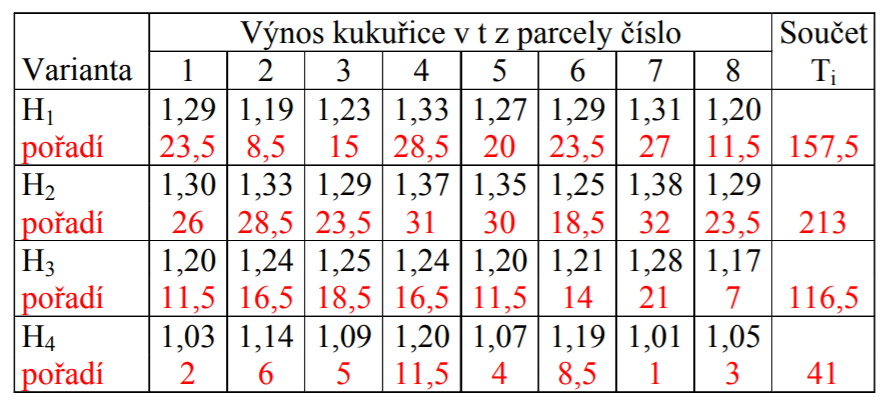 Výnos kukuřice v t z parcely číslo Součet
Varianta 1 2 3 4 5 6 7 8 Tᵢ
H₁ 1,29 1,19 1,23 1,33 1,27 1,29 1,31 1,20
pořadí 23,5 8,5 15 28,5 20 23,5 27 11,5 157,5
H₂ 1,30 1,33 1,29 1,37 1,35 1,25 1,38 1,29
pořadí 26 28,5 23,5 31 30 18,5 32 23,5 213
H₃ 1,20 1,24 1,25 1,24 1,20 1,21 1,28 1,17
pořadí 11,5 16,5 18,5 16,5 11,5 14 21 7 116,5
H₄ 1,03 1,14 1,09 1,20 1,07 1,19 1,01 1,05
pořadí 2 6 5 11,5 4 8,5 1 3 41